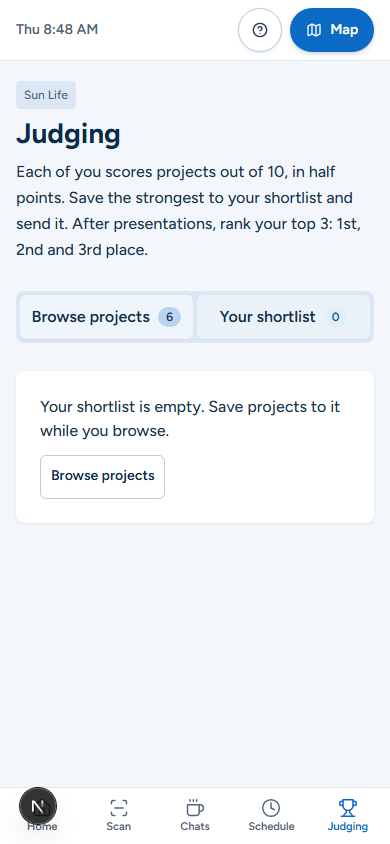 Thu 8:48 AM
Map
Sun Life
Judging
Each of you scores projects out of 10, in half
points. Save the strongest to your shortlist and
send it. After presentations, rank your top 3: 1st,
2nd and 3rd place.
Browse projects 6
Your shortlist 0
Your shortlist is empty. Save projects to it
while you browse.
Browse projects
N
Home
Scan
Chats
Schedule
Judging